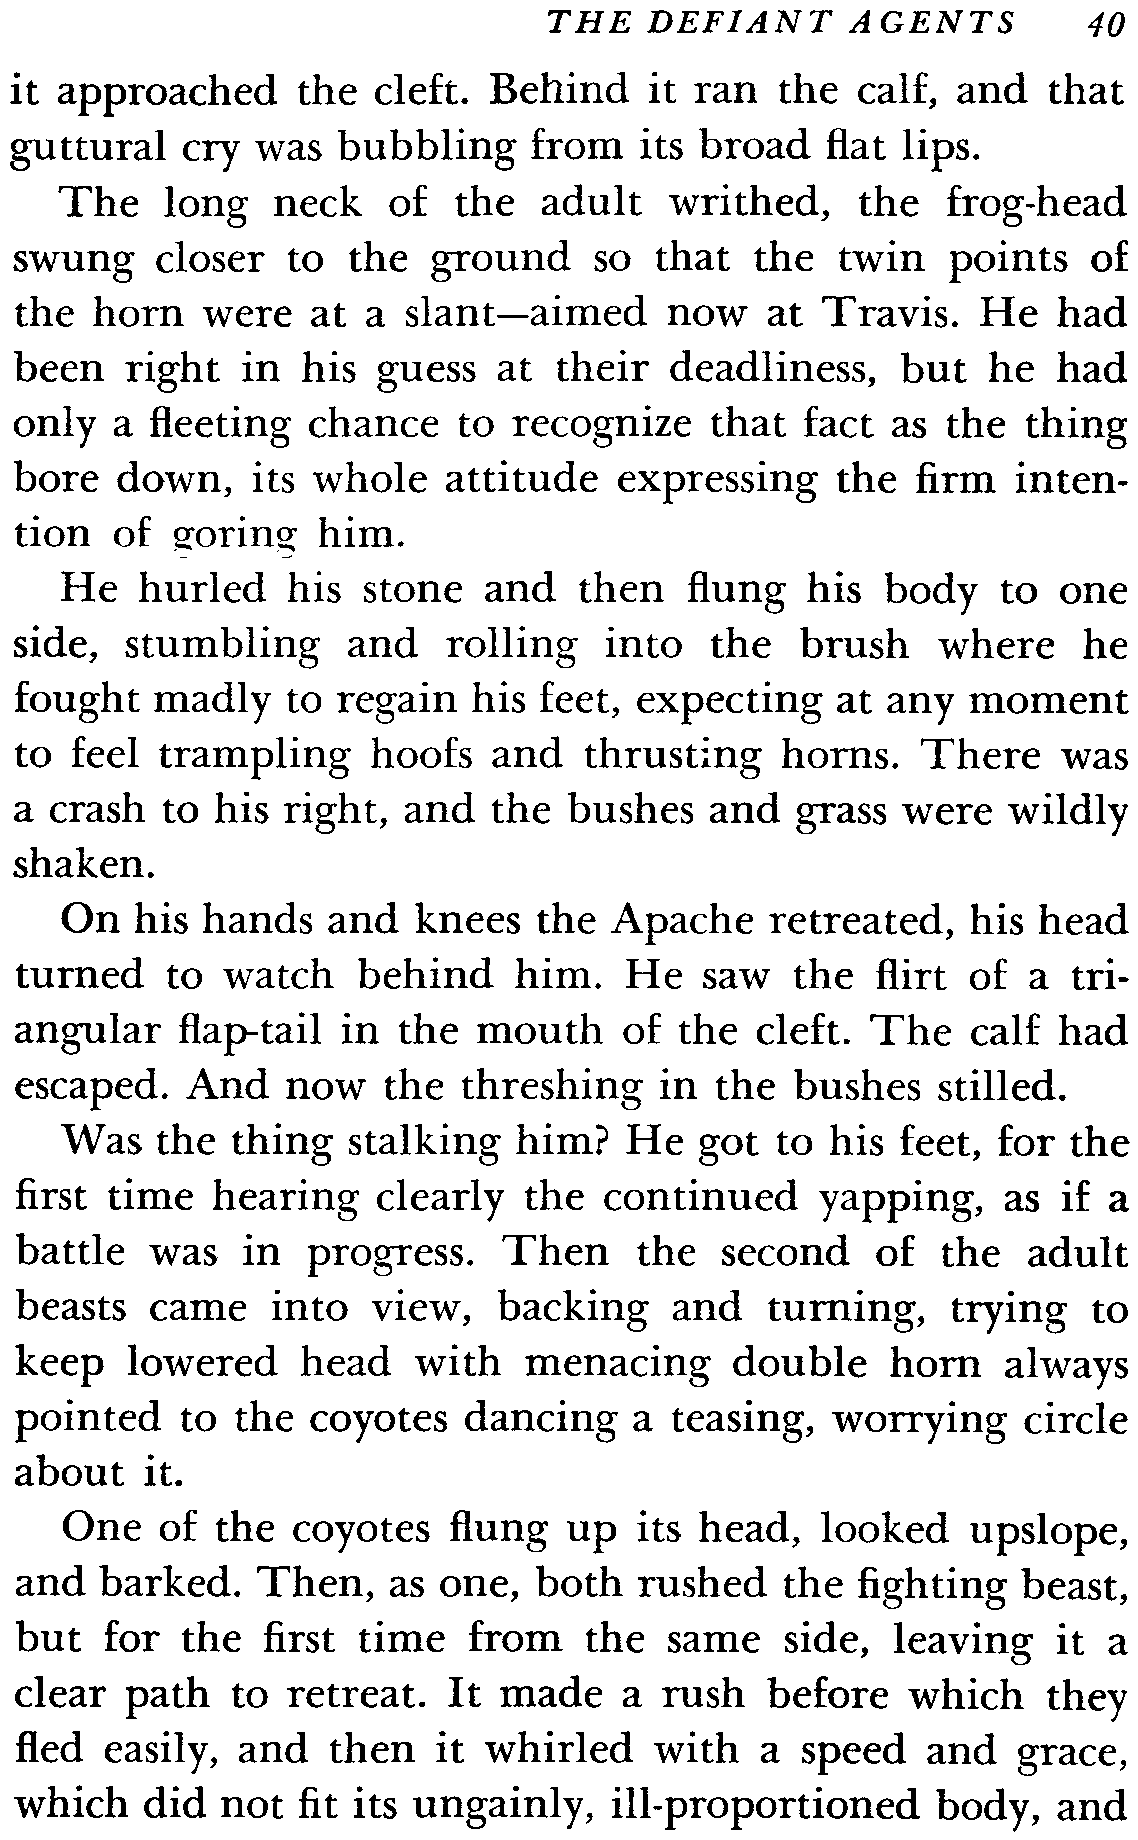 THE DEFIANT AGENTS 40
it approached the cleft. Behind it ran the calf, and that
guttural cry was bubbling from its broad flat lips.
The long neck of the adult writhed, the frog-head
swung closer to the ground so that the twin points of
the horn were at a slant—aimed now at Travis. He had
been right in his guess at their deadliness, but he had
only a fleeting chance to recognize that fact as the thing
bore down, its whole attitude expressing the firm inten-
tion of goring him.
He hurled his stone and then flung his body to one
side, stumbling and rolling into the brush where he
fought madly to regain his feet, expecting at any moment
to feel trampling hoofs and thrusting horns. There was
a crash to his right, and the bushes and grass were wildly
shaken.
On his hands and knees the Apache retreated, his head
turned to watch behind him. He saw the flirt of a tri-
angular flap-tail in the mouth of the cleft. The calf had
escaped. And now the threshing in the bushes stilled.
Was the thing stalking him? He got to his feet, for the
first time hearing clearly the continued yapping, as if a
battle was in progress. Then the second of the adult
beasts came into view, backing and turning, trying to
keep lowered head with menacing double horn always
pointed to the coyotes dancing a teasing, worrying circle
about it.
One of the coyotes flung up its head, looked upslope,
and barked. Then, as one, both rushed the fighting beast,
but for the first time from the same side, leaving it a
clear path to retreat. It made a rush before which they
fled easily, and then it whirled with a speed and grace,
which did not fit its ungainly, ill-proportioned body, and